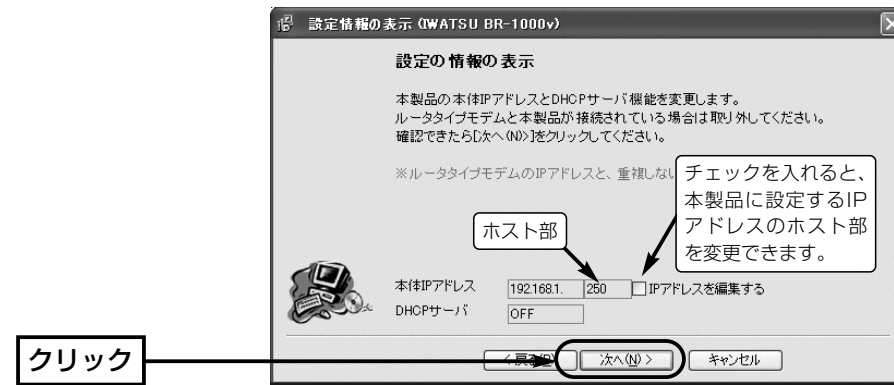 設定情報の表示 (IWATSU BR-1000v)
設定の情報の表示
本製品の本体IPアドレスとDHCPサーバ機能を変更します。
ルータタイプモデムと本製品が接続されている場合は取り外してください。
確認できたら[次へ(N)>]をクリックしてください。
※ルータタイプモデムのIPアドレスと、重複しない
チェックを入れると、
本製品に設定するIP
アドレスのホスト部
を変更できます。
ホスト部
本体IPアドレス 192.168.1. 250 IPアドレスを編集する
DHCPサーバ OFF
クリック
< 戻る 次へ(N) > キャンセル